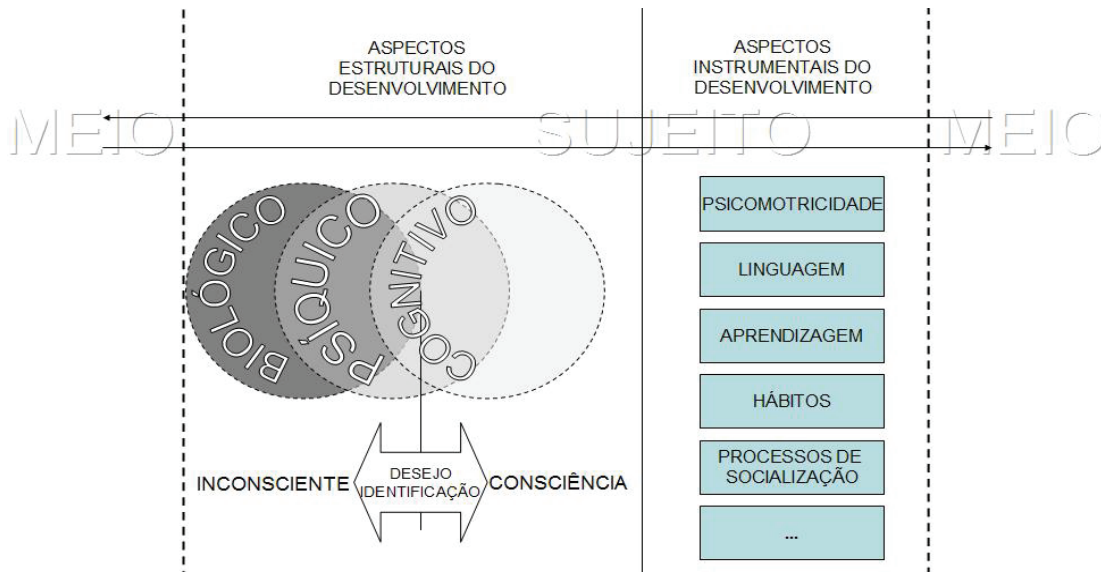 ASPECTOS
ESTRUTURAIS DO
DESENVOLVIMENTO
ASPECTOS
INSTRUMENTAIS DO
DESENVOLVIMENTO
MEIO
SUJEITO
MEIO
BIOLÓGICO
PSÍQUICO
COGNITIVO
INCONSCIENTE
DESEJO
IDENTIFICAÇÃO
CONSCIÊNCIA
PSICOMOTRICIDADE
LINGUAGEM
APRENDIZAGEM
HÁBITOS
PROCESSOS DE
SOCIALIZAÇÃO
...